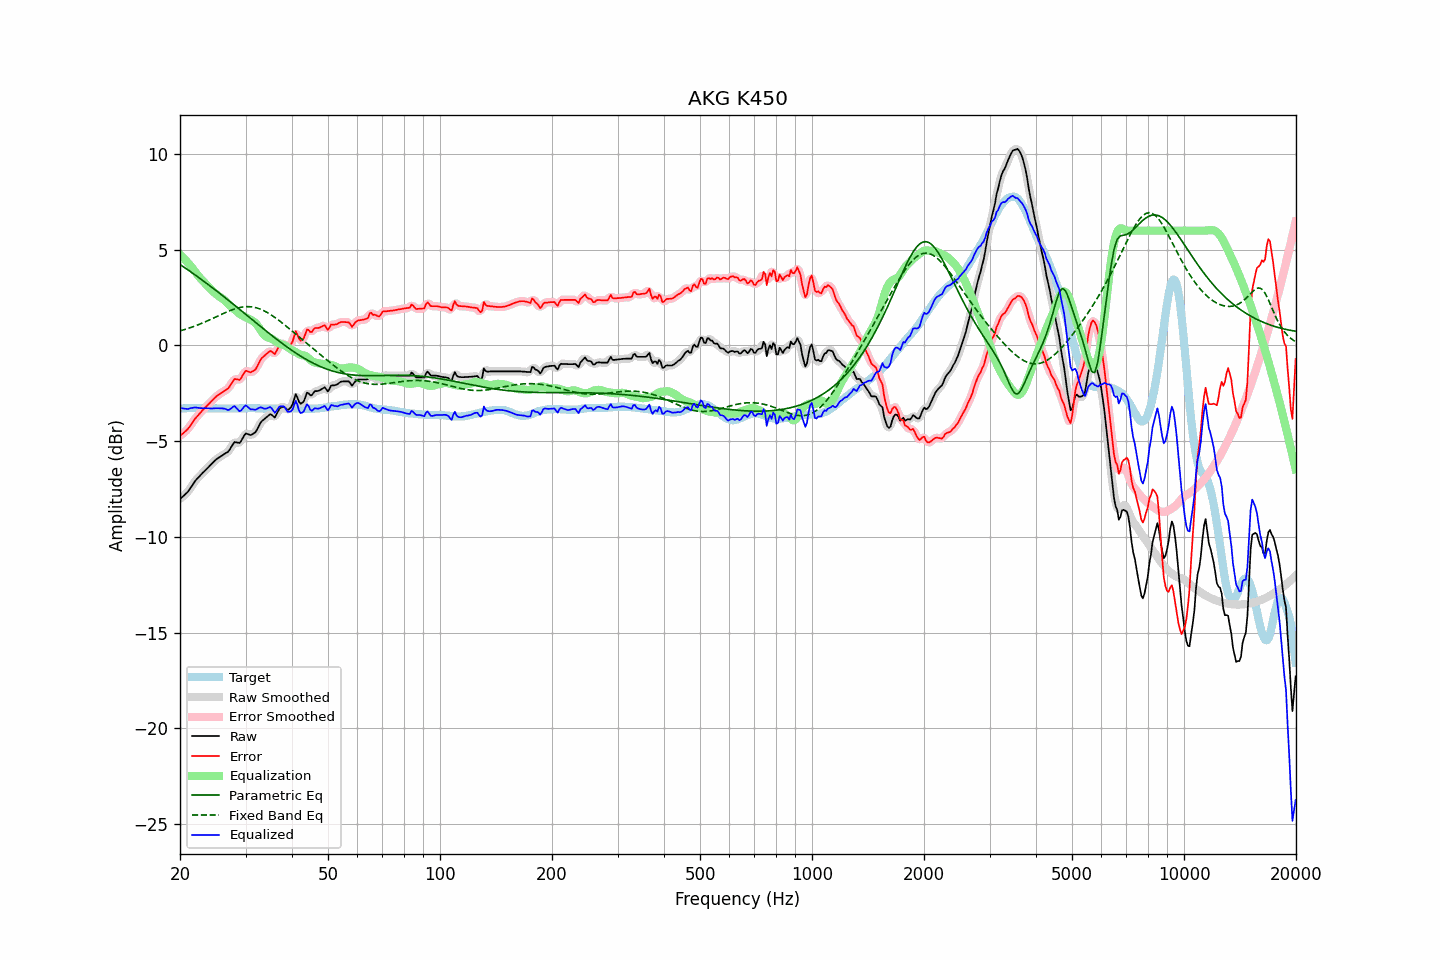 AKG K450
10
5
0
−5
−10
−15
−20
−25
Amplitude (dBr)
Target
Raw Smoothed
Error Smoothed
Raw
Error
Equalization
Parametric Eq
Fixed Band Eq
Equalized
20 50 100 200 500 1000 2000 5000 10000 20000
Frequency (Hz)